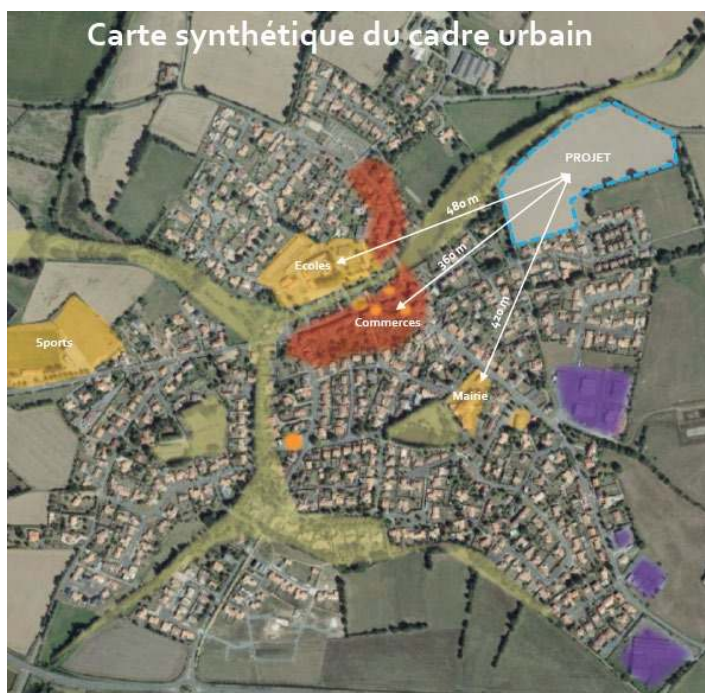 Carte synthétique du cadre urbain
PROJET
480 m
360 m
Ecoles
420 m
Commerces
Sports
Mairie